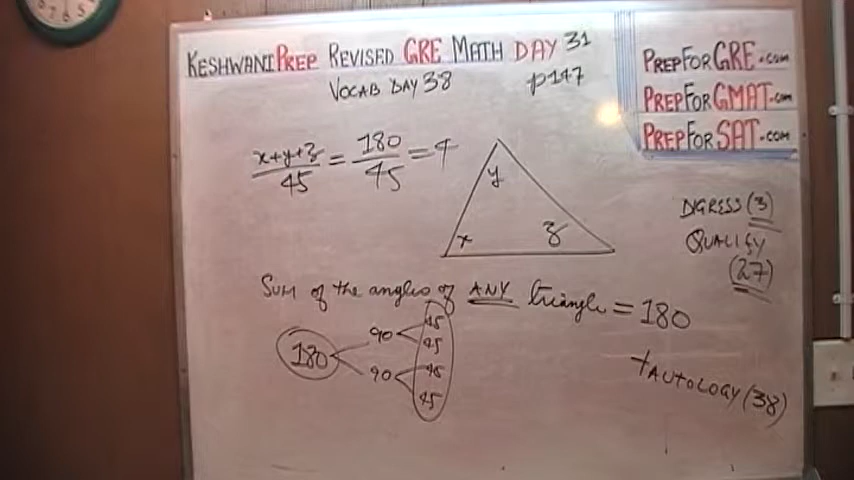 KESHWANIPREP REVISED GRE MATH DAY 31
VOCAB DAY 38 p147
PREPFORGRE.com
PREPFORGMAT.com
PREPFORSAT.com
x+y+z/45 = 180/45 = 4
y
x z
DIGRESS (3)
QUALIFY
(27)
SUM of the angles of ANY triangle = 180
180
90 45
45
90 45
45
TAUTOLOGY (38)